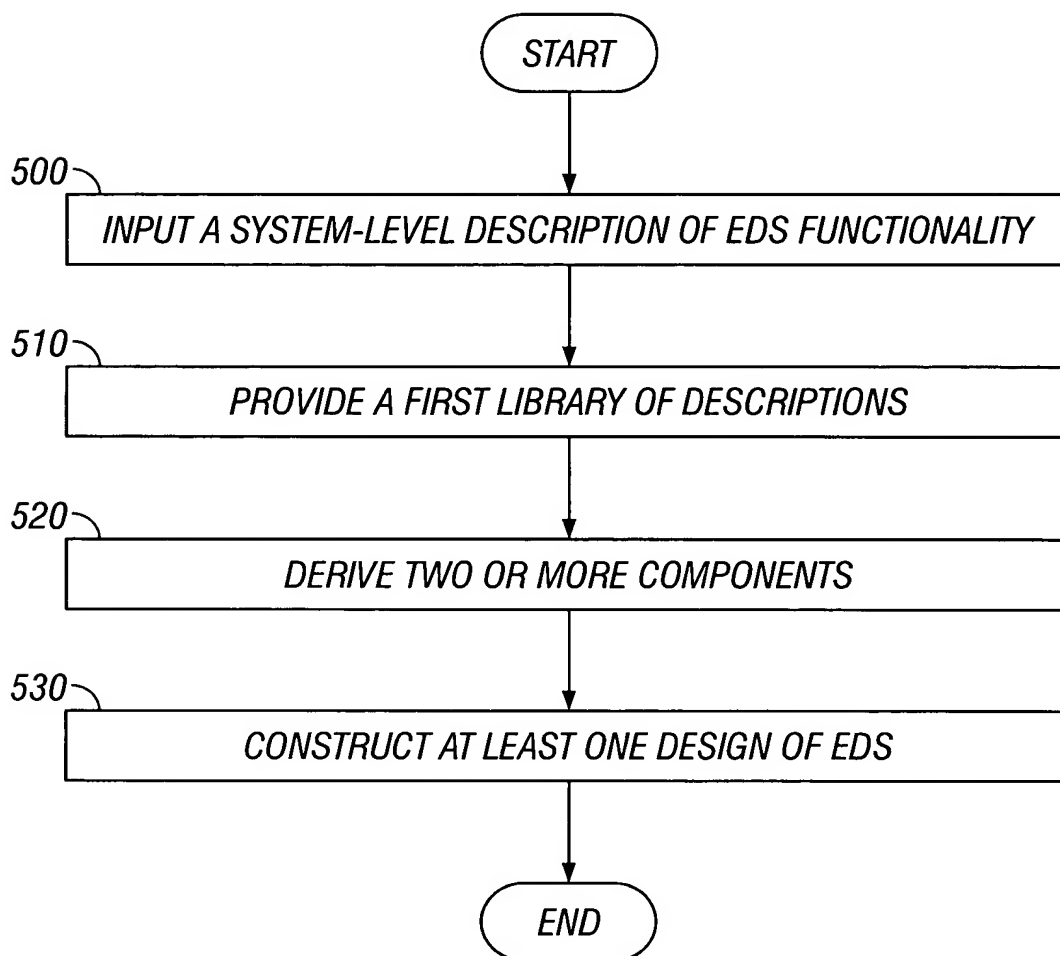 START
500
INPUT A SYSTEM-LEVEL DESCRIPTION OF EDS FUNCTIONALITY
510
PROVIDE A FIRST LIBRARY OF DESCRIPTIONS
520
DERIVE TWO OR MORE COMPONENTS
530
CONSTRUCT AT LEAST ONE DESIGN OF EDS
END